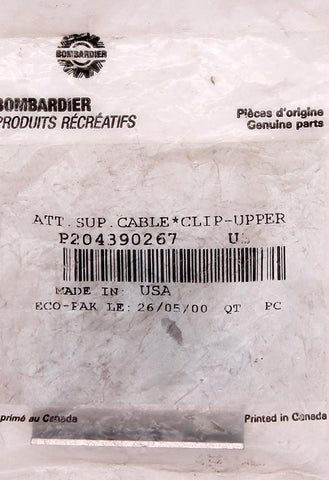 BOMBARDIER
BOMBARDIER
PRODUITS RÉCRÉATIFS
Pièces d'origine
Genuine parts
ATT.SUP.CABLE*CLIP-UPPER
P204390267
MADE IN: USA
ECO-PAK LE: 26/05/00 QT PC
primé au Canada
Printed in Canada